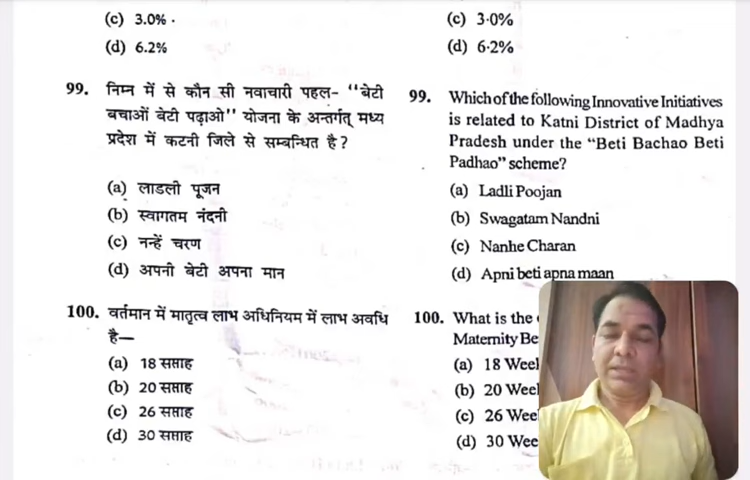 (c) 3.0%
(d) 6.2%
99. निम्न में से कौन सी नवाचारी पहल- "बेटी
बचाओं बेटी पढ़ाओ" योजना के अन्तर्गत् मध्य
प्रदेश में कटनी जिले से सम्बन्धित है?
(a) लाडली पूजन
(b) स्वागतम नंदनी
(c) नन्हें चरण
(d) अपनी बेटी अपना मान
100. वर्तमान में मातृत्व लाभ अधिनियम में लाभ अवधि
है—
(a) 18 सप्ताह
(b) 20 सप्ताह
(c) 26 सप्ताह
(d) 30 सप्ताह
(c) 3·0%
(d) 6·2%
99. Which of the following Innovative Initiatives
is related to Katni District of Madhya
Pradesh under the "Beti Bachao Beti
Padhao" scheme?
(a) Ladli Poojan
(b) Swagatam Nandni
(c) Nanhe Charan
(d) Apni beti apna maan
100. What is the
Maternity Be
(a) 18 Week
(b) 20 Week
(c) 26 Wee
(d) 30 Wee